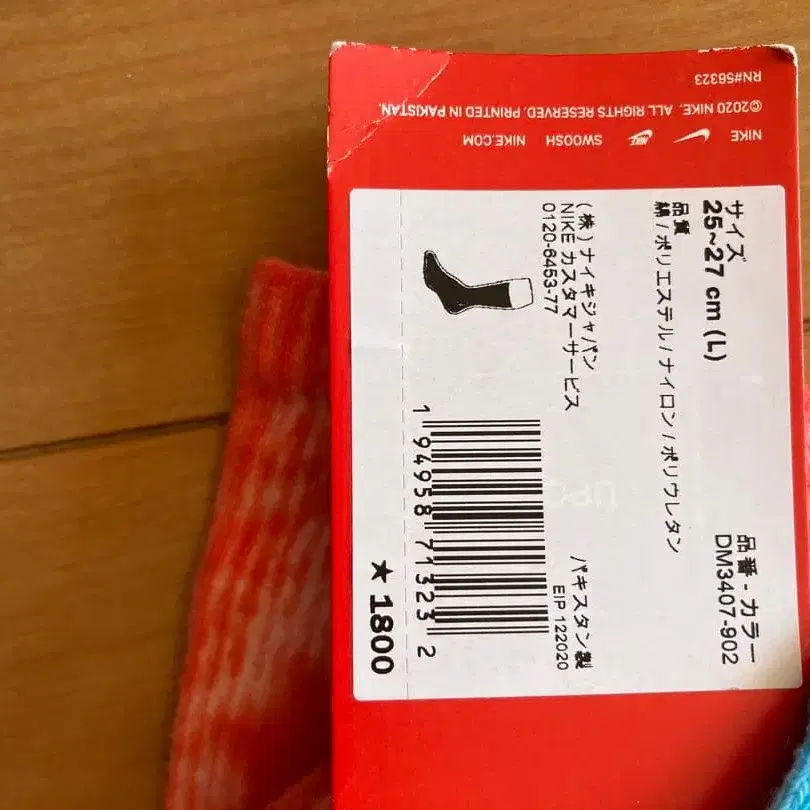 RN#56323
©2020 NIKE. ALL RIGHTS RESERVED. PRINTED IN PAKISTAN.
NIKE NIKE SWOOSH NIKE.COM
サイズ
25~27 cm (L)
品質
綿 / ポリエステル / ナイロン / ポリウレタン
品番 - カラー
DM3407-902
(株)ナイキジャパン
NIKE カスタマーサービス
0120-6453-77
UPC
パキスタン製
EIP 122020
1 94958 71323 2
★ 1800